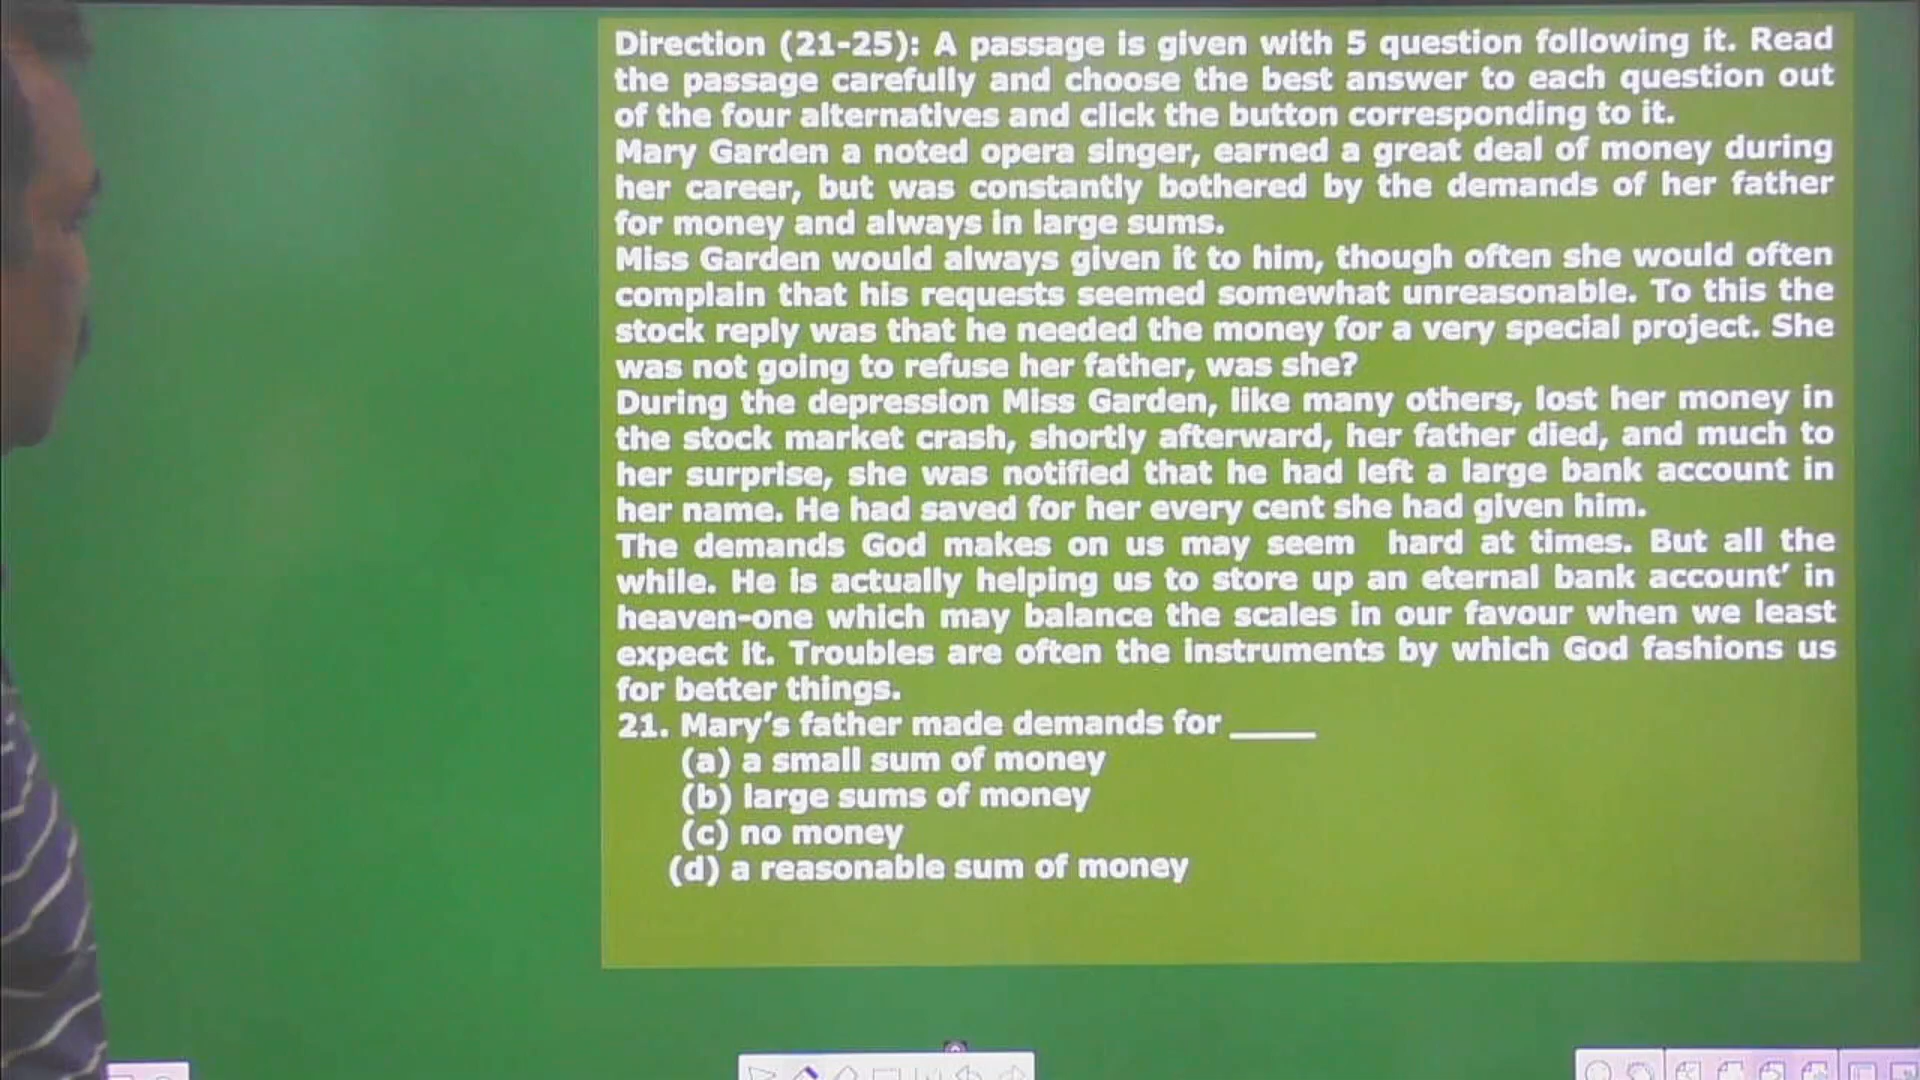 Direction (21-25): A passage is given with 5 question following it. Read
the passage carefully and choose the best answer to each question out
of the four alternatives and click the button corresponding to it.
Mary Garden a noted opera singer, earned a great deal of money during
her career, but was constantly bothered by the demands of her father
for money and always in large sums.
Miss Garden would always given it to him, though often she would often
complain that his requests seemed somewhat unreasonable. To this the
stock reply was that he needed the money for a very special project. She
was not going to refuse her father, was she?
During the depression Miss Garden, like many others, lost her money in
the stock market crash, shortly afterward, her father died, and much to
her surprise, she was notified that he had left a large bank account in
her name. He had saved for her every cent she had given him.
The demands God makes on us may seem hard at times. But all the
while. He is actually helping us to store up an eternal bank account’ in
heaven-one which may balance the scales in our favour when we least
expect it. Troubles are often the instruments by which God fashions us
for better things.
21. Mary’s father made demands for _____
(a) a small sum of money
(b) large sums of money
(c) no money
(d) a reasonable sum of money